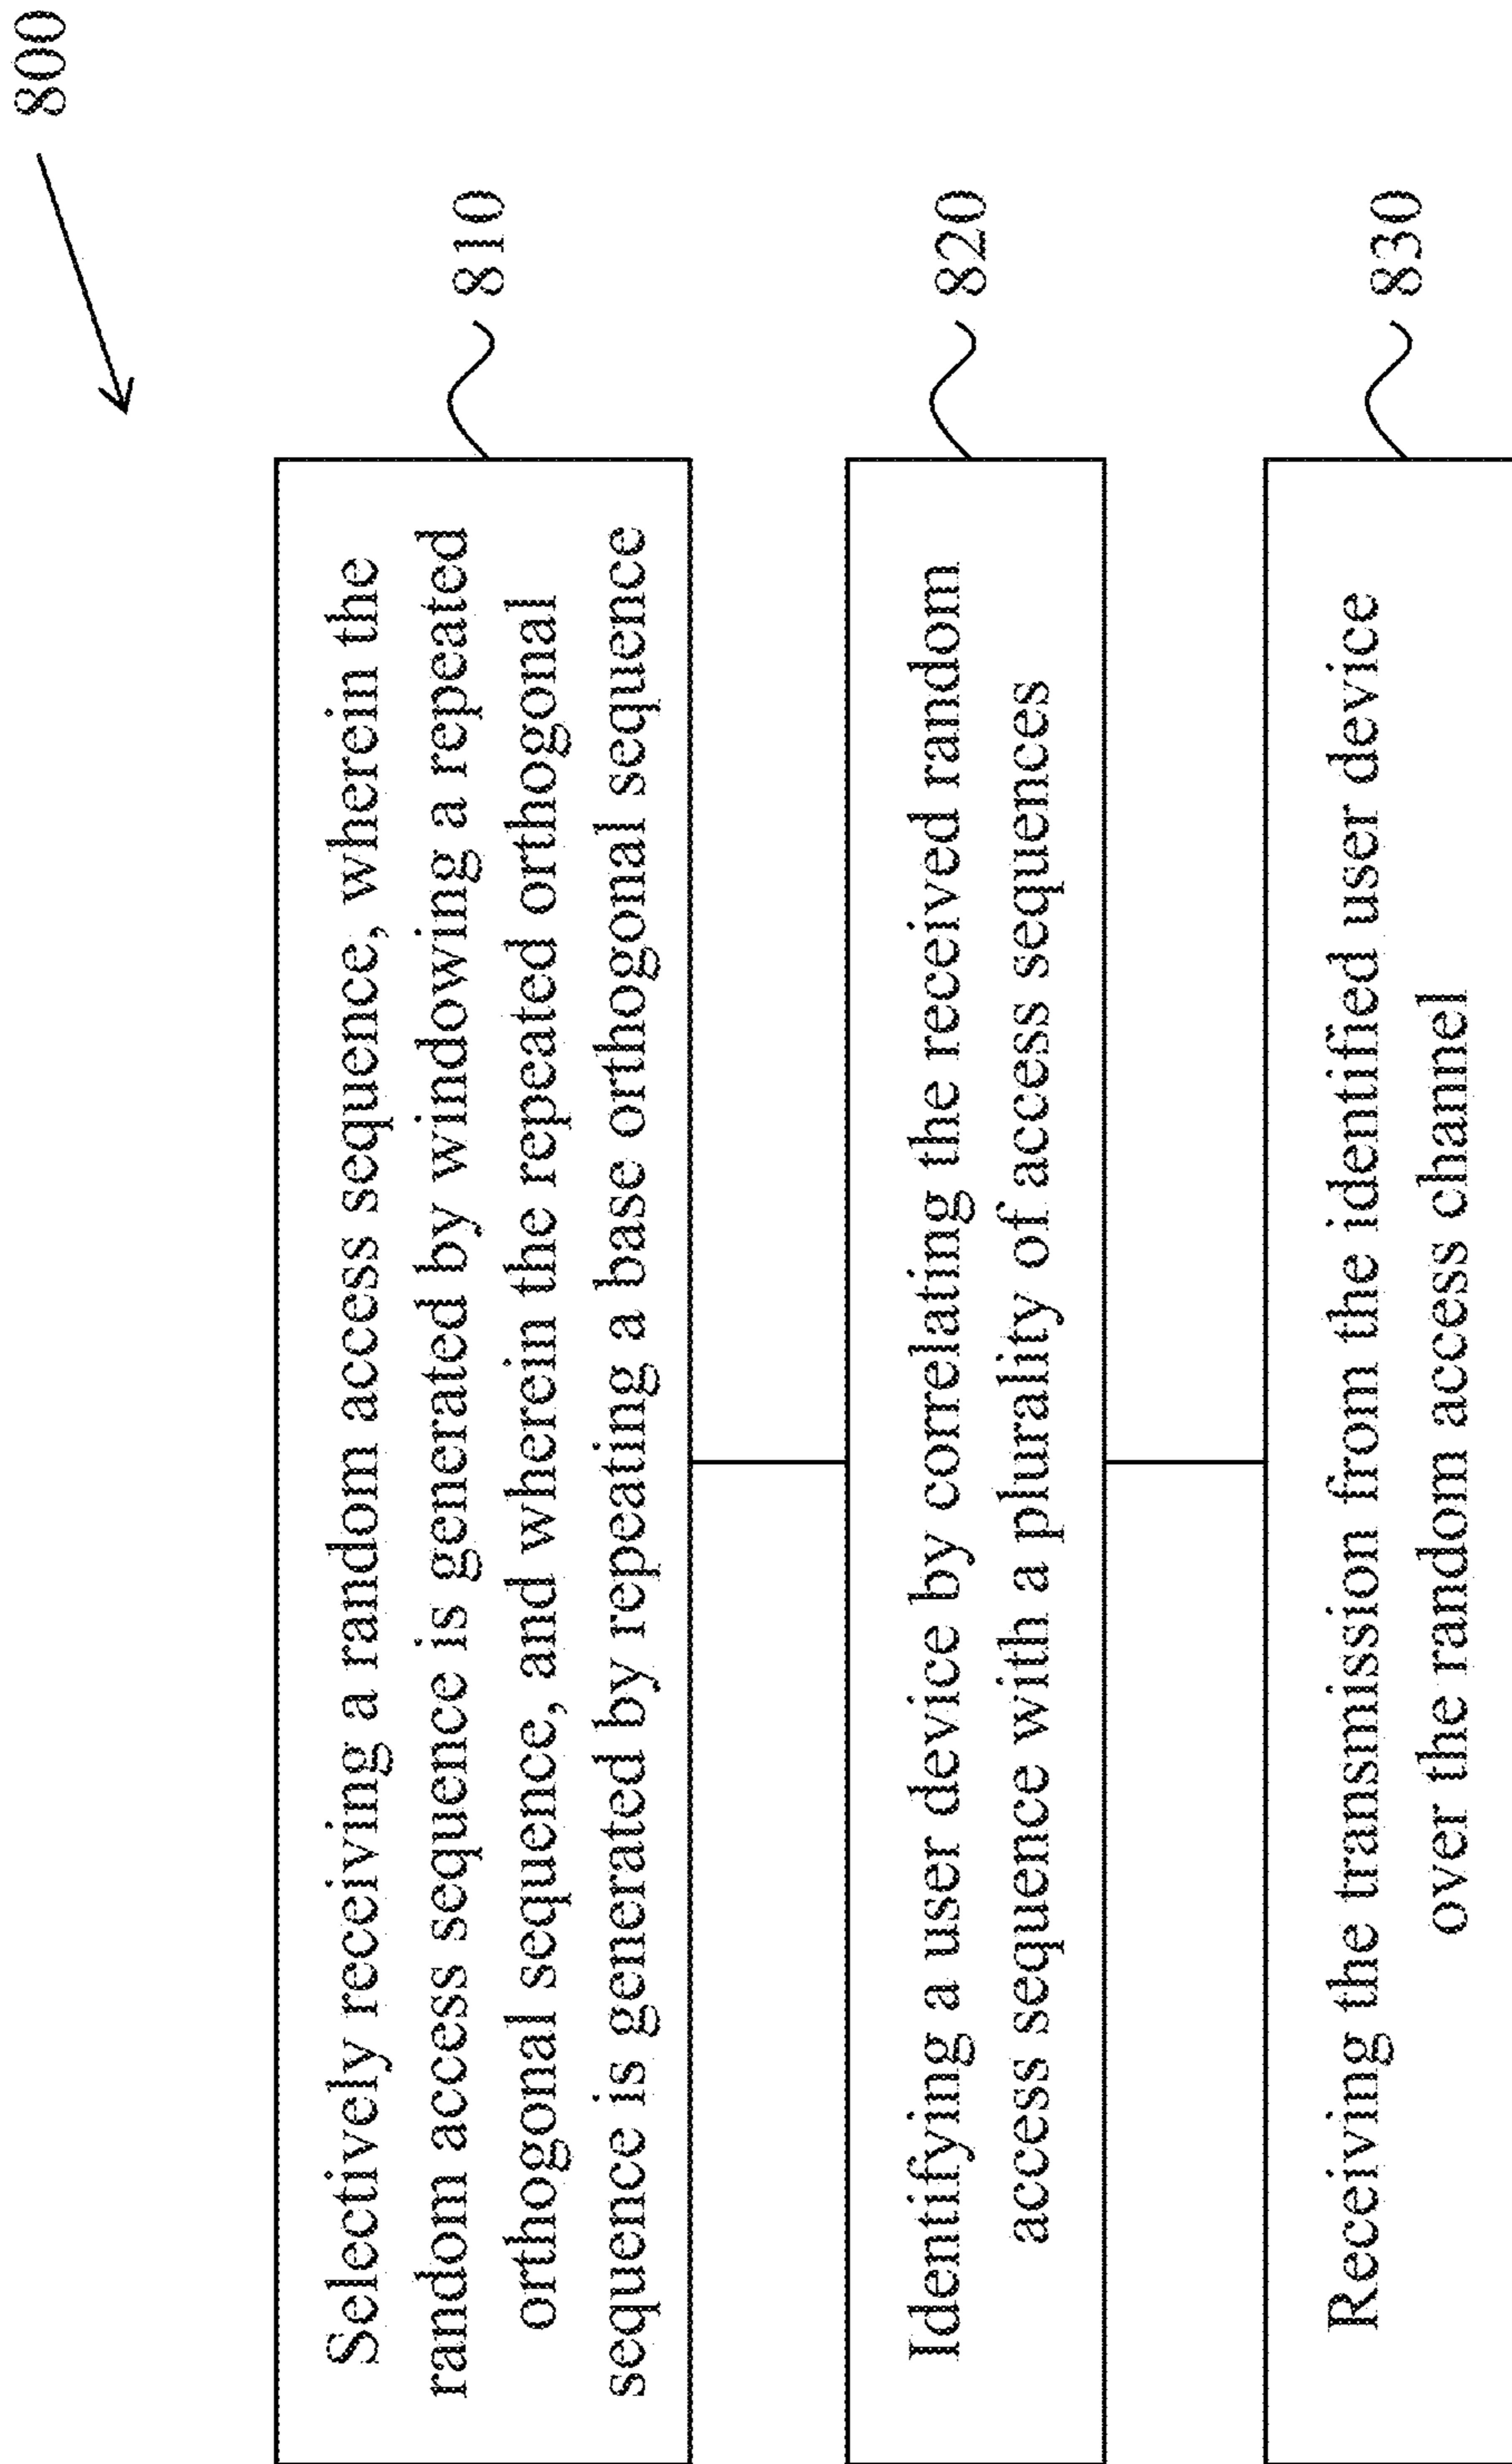 800
Selectively receiving a random access sequence, wherein the
random access sequence is generated by windowing a repeated
orthogonal sequence, and wherein the repeated orthogonal
sequence is generated by repeating a base orthogonal sequence
810
Identifying a user device by correlating the received random
access sequence with a plurality of access sequences
820
Receiving the transmission from the identified user device
over the random access channel
830